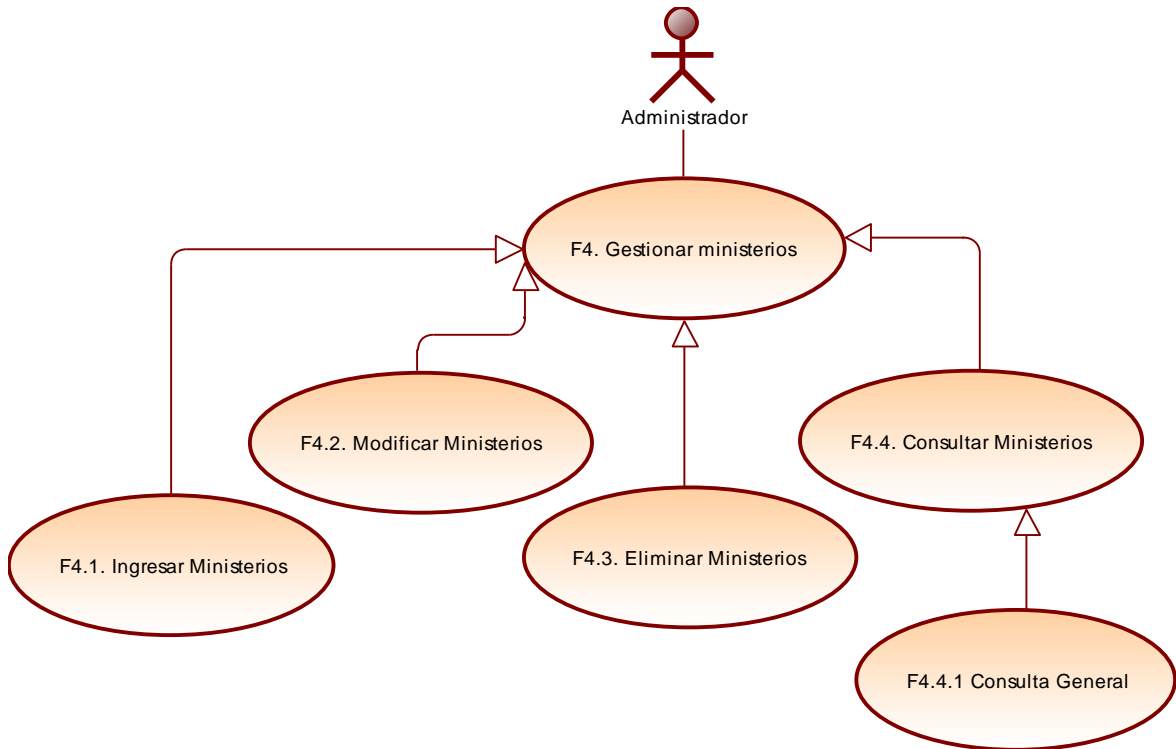 Administrador
F4. Gestionar ministerios
F4.2. Modificar Ministerios
F4.4. Consultar Ministerios
F4.1. Ingresar Ministerios
F4.3. Eliminar Ministerios
F4.4.1 Consulta General